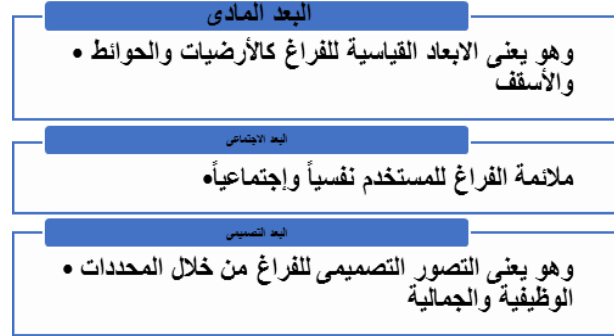 البعد المادى
وهو يعنى الابعاد القياسية للفراغ كالأرضيات والحوائط •
والأسقف
البعد الاجتماعى
ملائمة الفراغ للمستخدم نفسياً وإجتماعياً•
البعد التصميمى
وهو يعنى التصور التصميمى للفراغ من خلال المحددات •
الوظيفية والجمالية